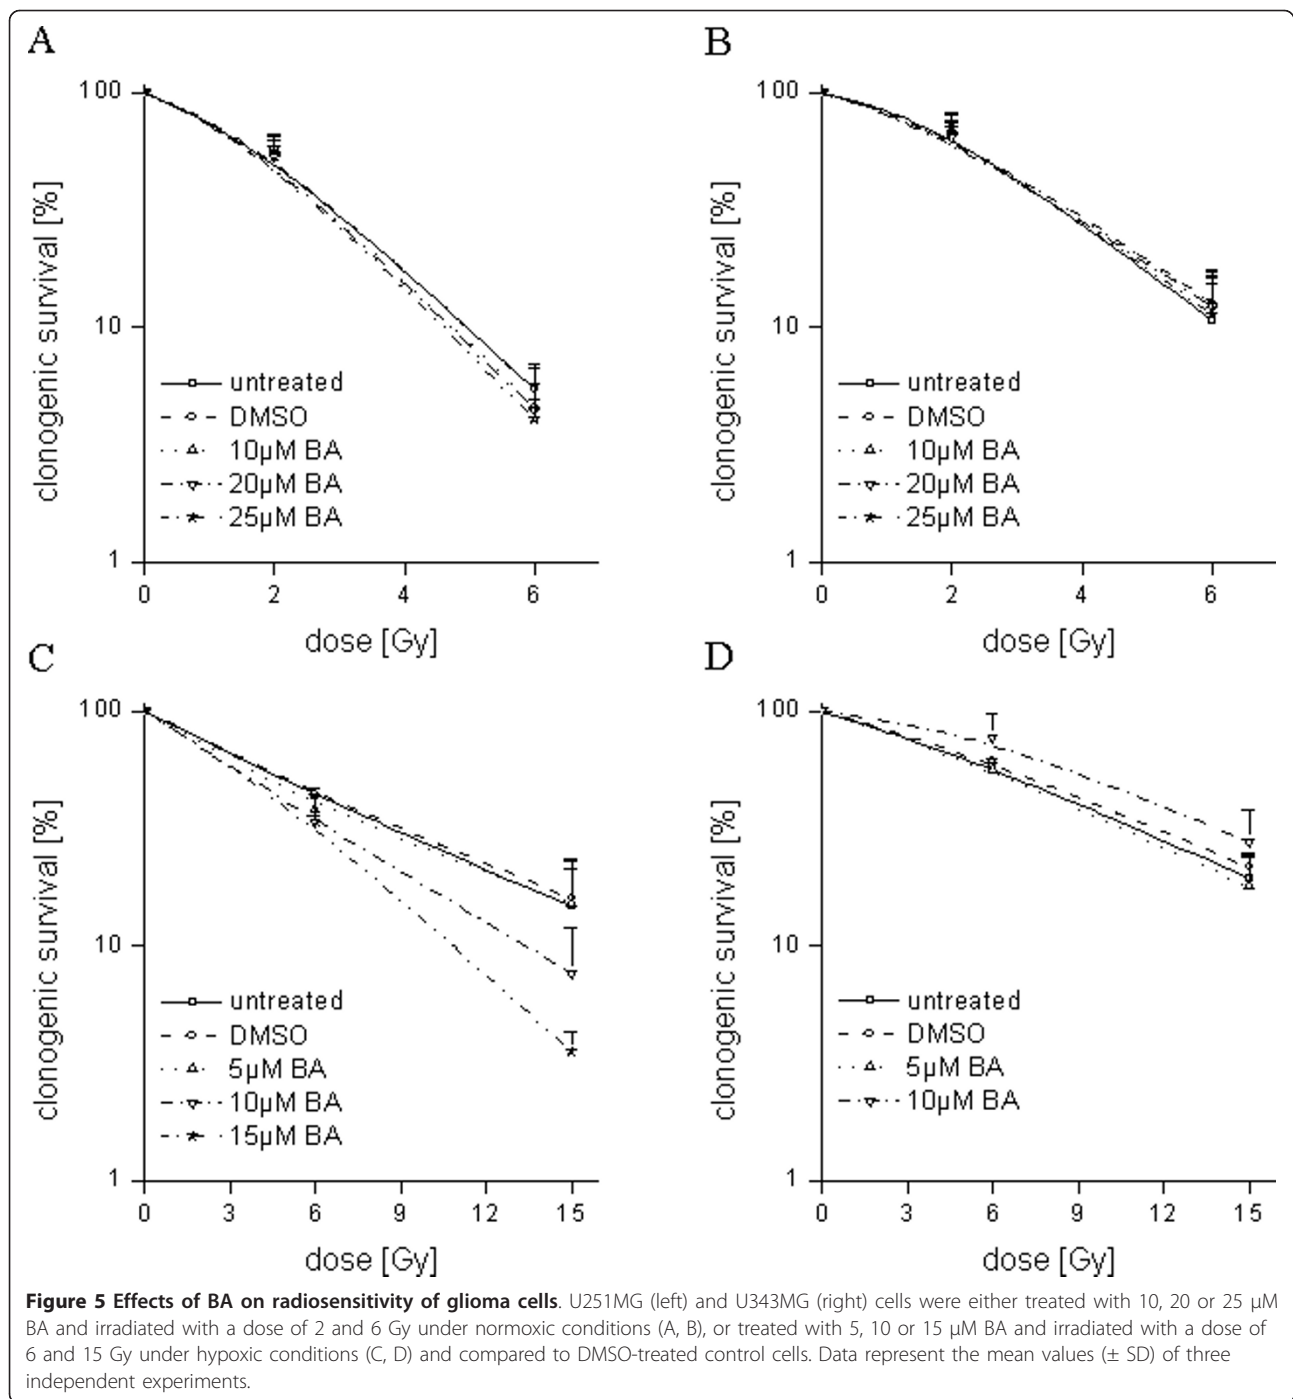 A
B
clonogenic survival [%]
100
10
1
untreated
DMSO
10µM BA
20µM BA
25µM BA
0 2 4 6
dose [Gy]
clonogenic survival [%]
100
10
1
untreated
DMSO
10µM BA
20µM BA
25µM BA
0 2 4 6
dose [Gy]
C
D
clonogenic survival [%]
100
10
1
untreated
DMSO
5µM BA
10µM BA
15µM BA
0 3 6 9 12 15
dose [Gy]
clonogenic survival [%]
100
10
1
untreated
DMSO
5µM BA
10µM BA
0 3 6 9 12 15
dose [Gy]
Figure 5 Effects of BA on radiosensitivity of glioma cells. U251MG (left) and U343MG (right) cells were either treated with 10, 20 or 25 µM
BA and irradiated with a dose of 2 and 6 Gy under normoxic conditions (A, B), or treated with 5, 10 or 15 µM BA and irradiated with a dose of
6 and 15 Gy under hypoxic conditions (C, D) and compared to DMSO-treated control cells. Data represent the mean values (± SD) of three
independent experiments.